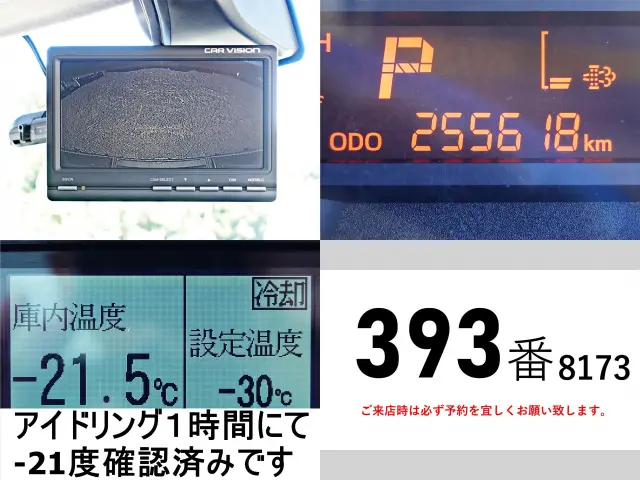 CAR VISION
P
ODO 255618 km
冷却
庫内温度
設定温度
-21.5℃
-30℃
アイドリング1時間にて
-21度確認済みです
393番 8173
ご来店時は必ず予約を宜しくお願い致します。